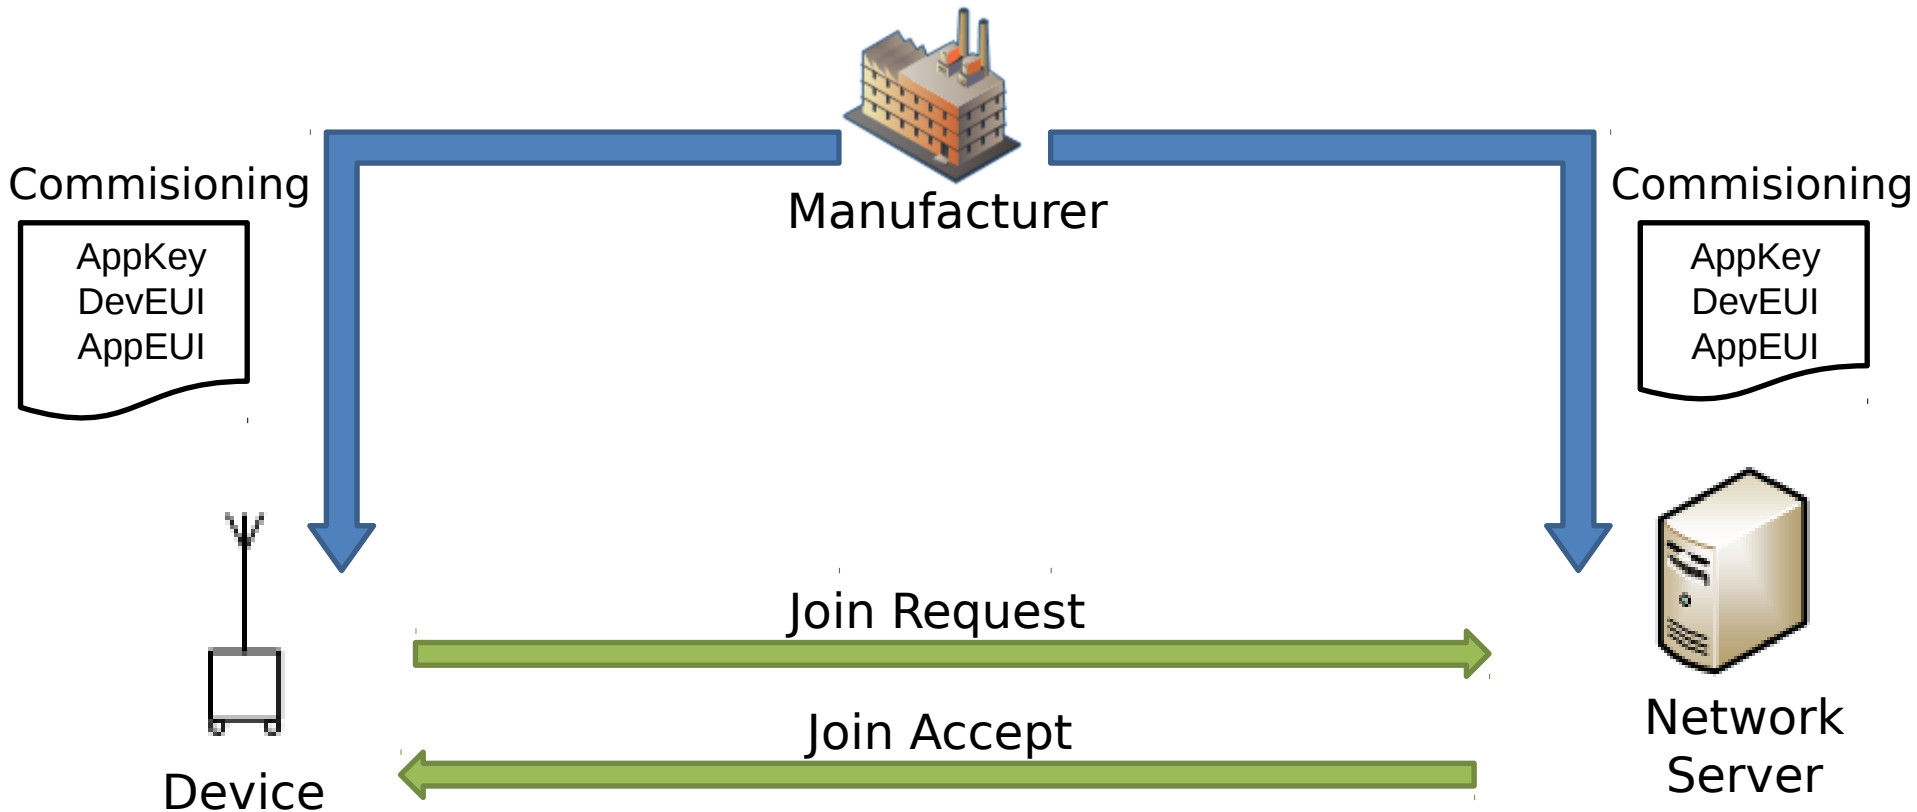 Manufacturer
Commisioning
AppKey
DevEUI
AppEUI
Commisioning
AppKey
DevEUI
AppEUI
Join Request
Join Accept
Device
Network
Server